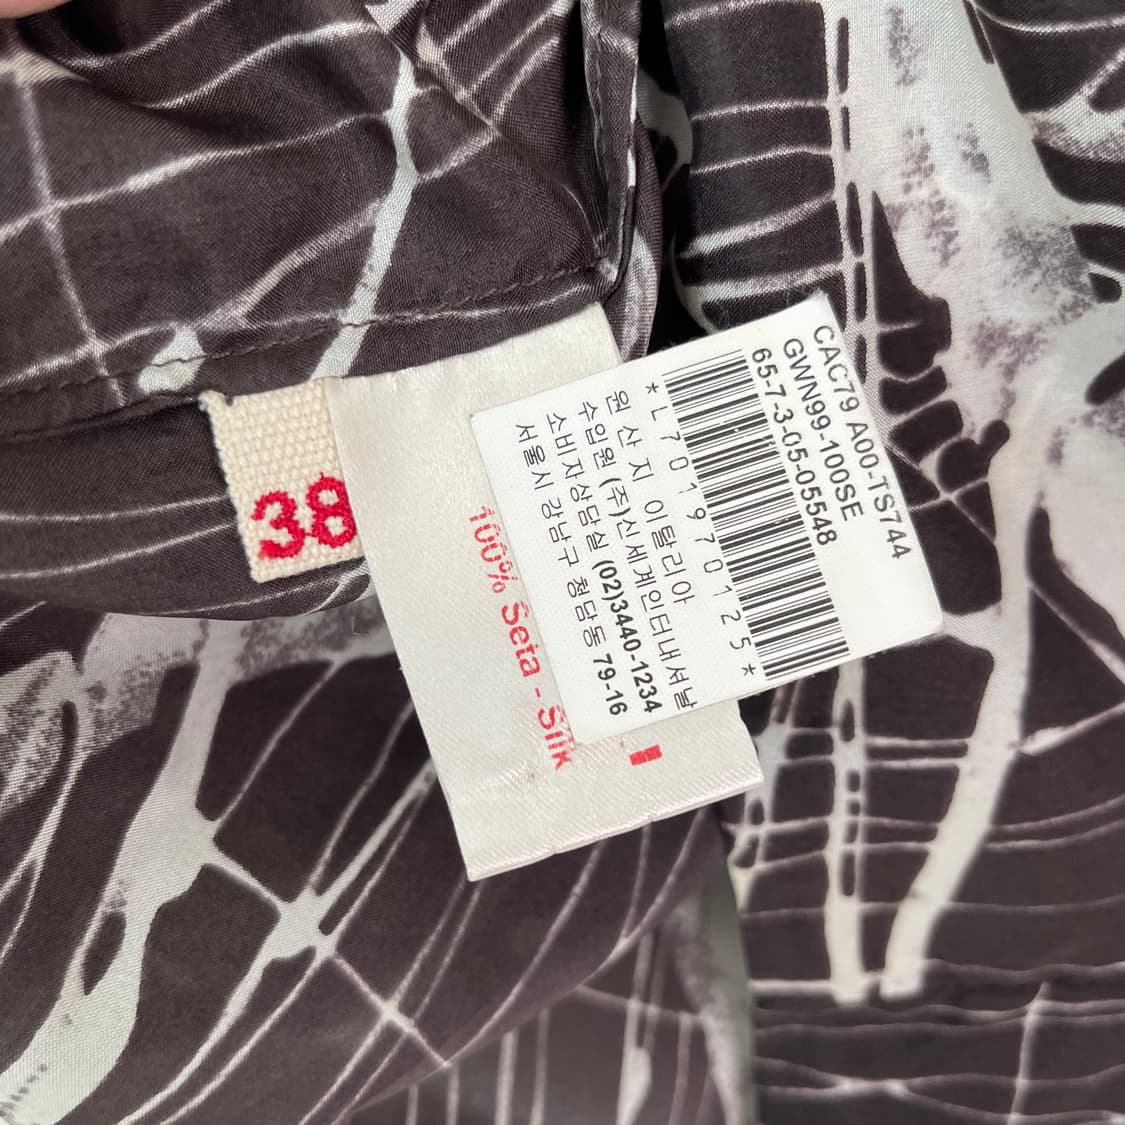 38
100% Seta - Silk
CAC79 A00-TS744
GWN99-100SE
65-7-3-05-05548
*L7019701​25*
원 산 지 이탈리아
수입원 (주)신세계인터내셔날
소비자상담실 (02)3440-1234
서울시 강남구 청담동 79-16